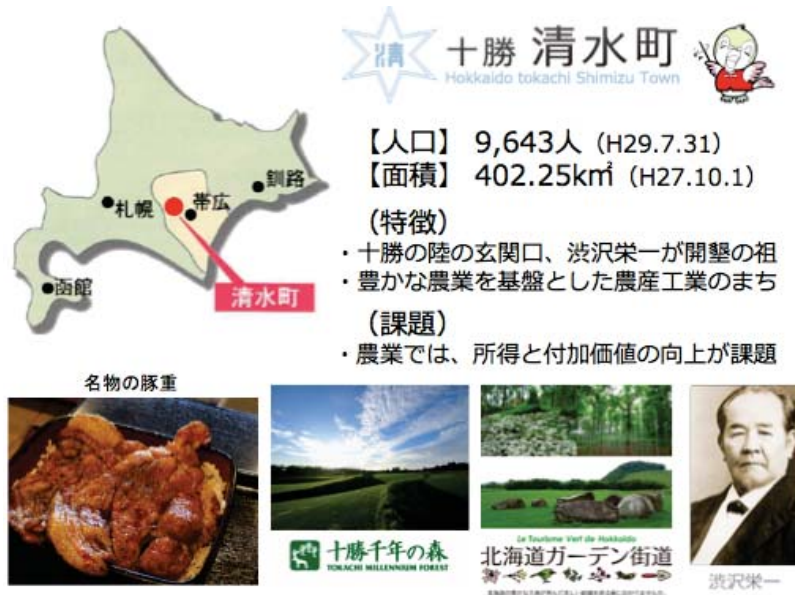 清
十勝 清水町
Hokkaido tokachi Shimizu Town
【人口】 9,643人（H29.7.31）
【面積】 402.25k㎡（H27.10.1）
（特徴）
・十勝の陸の玄関口、渋沢栄一が開墾の祖
・豊かな農業を基盤とした農産工業のまち
（課題）
・農業では、所得と付加価値の向上が課題
釧路
札幌
帯広
函館
清水町
名物の豚重
十勝千年の森
TOKACHI MILLENNIUM FOREST
Le Tourisme Vert de Hokkaido
北海道ガーデン街道
渋沢栄一